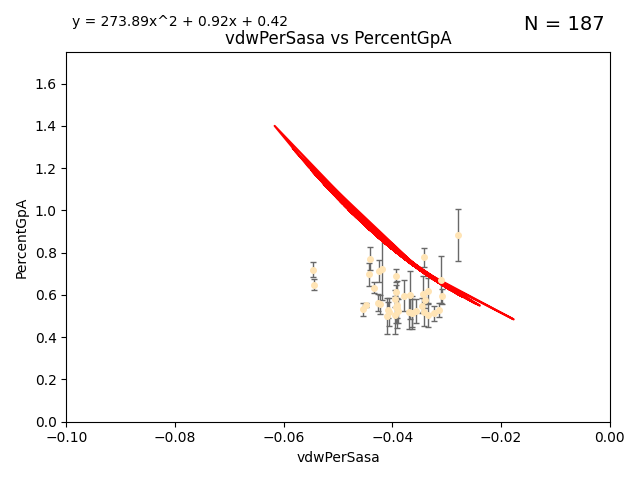 y = 273.89x^2 + 0.92x + 0.42
N = 187
vdwPerSasa vs PercentGpA
PercentGpA
1.6
1.4
1.2
1.0
0.8
0.6
0.4
0.2
0.0
−0.10 −0.08 −0.06 −0.04 −0.02 0.00
vdwPerSasa